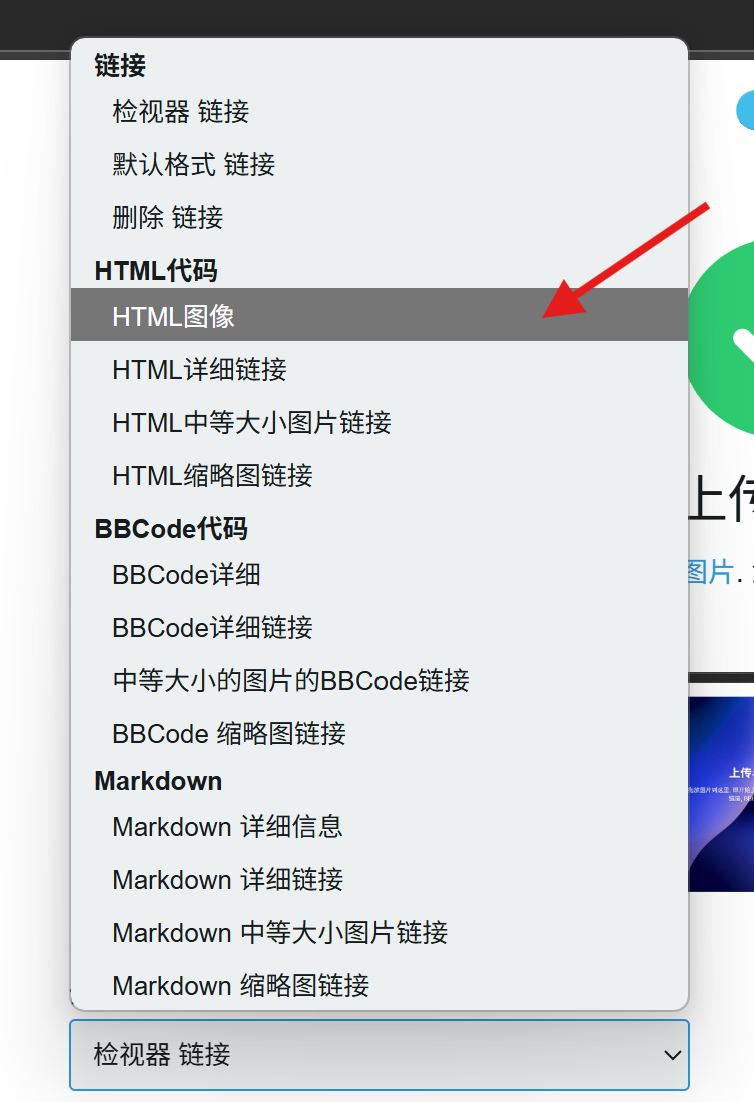 链接
检视器 链接
默认格式 链接
删除 链接
HTML代码
HTML图像
HTML详细链接
HTML中等大小图片链接
HTML缩略图链接
BBCode代码
BBCode详细
BBCode详细链接
中等大小的图片的BBCode链接
BBCode 缩略图链接
Markdown
Markdown 详细信息
Markdown 详细链接
Markdown 中等大小图片链接
Markdown 缩略图链接
检视器 链接
上传
图片.
上传